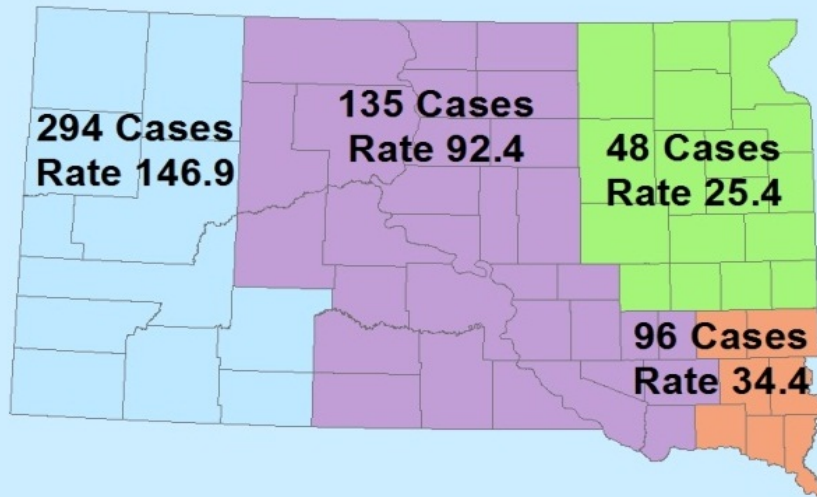 294 Cases
Rate 146.9
135 Cases
Rate 92.4
48 Cases
Rate 25.4
96 Cases
Rate 34.4